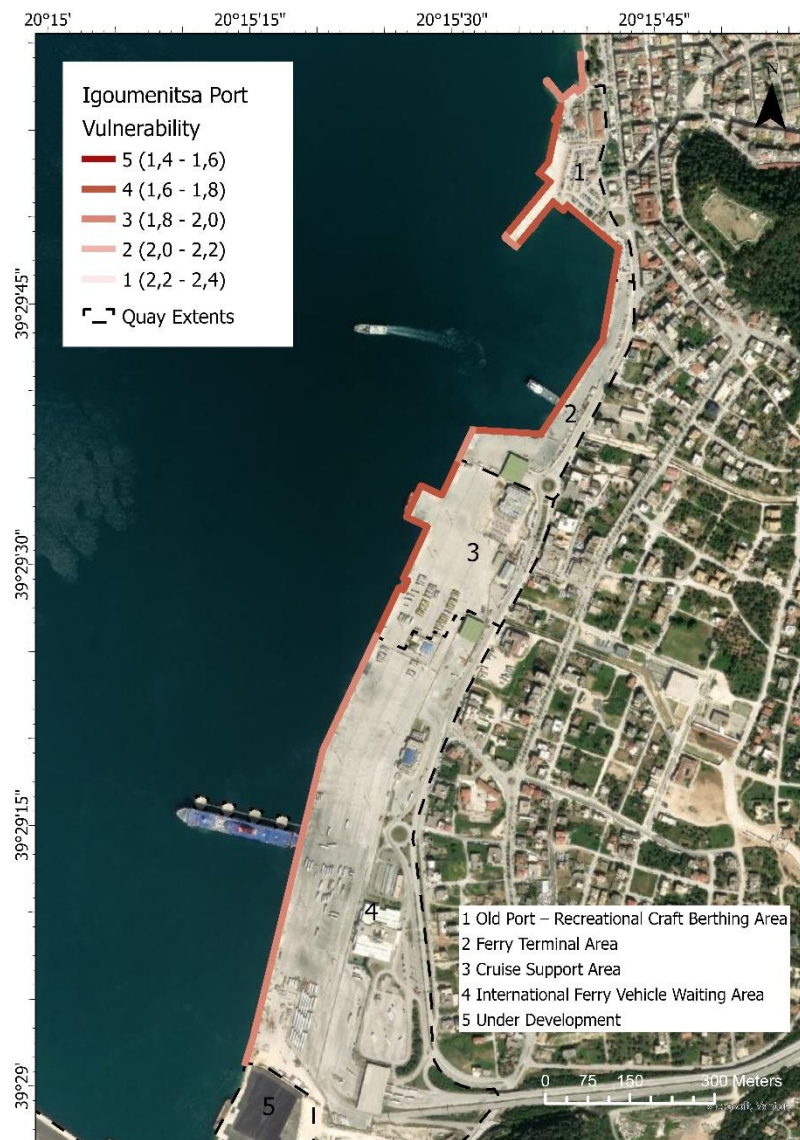 20°15' 20°15'15" 20°15'30" 20°15'45"
Igoumenitsa Port
Vulnerability
5 (1,4 - 1,6)
4 (1,6 - 1,8)
3 (1,8 - 2,0)
2 (2,0 - 2,2)
1 (2,2 - 2,4)
Quay Extents
N
1
39°29'45"
2
39°29'30"
3
39°29'15"
4
1 Old Port – Recreational Craft Berthing Area
2 Ferry Terminal Area
3 Cruise Support Area
4 International Ferry Vehicle Waiting Area
5 Under Development
39°29'
0 75 150 300 Meters
5